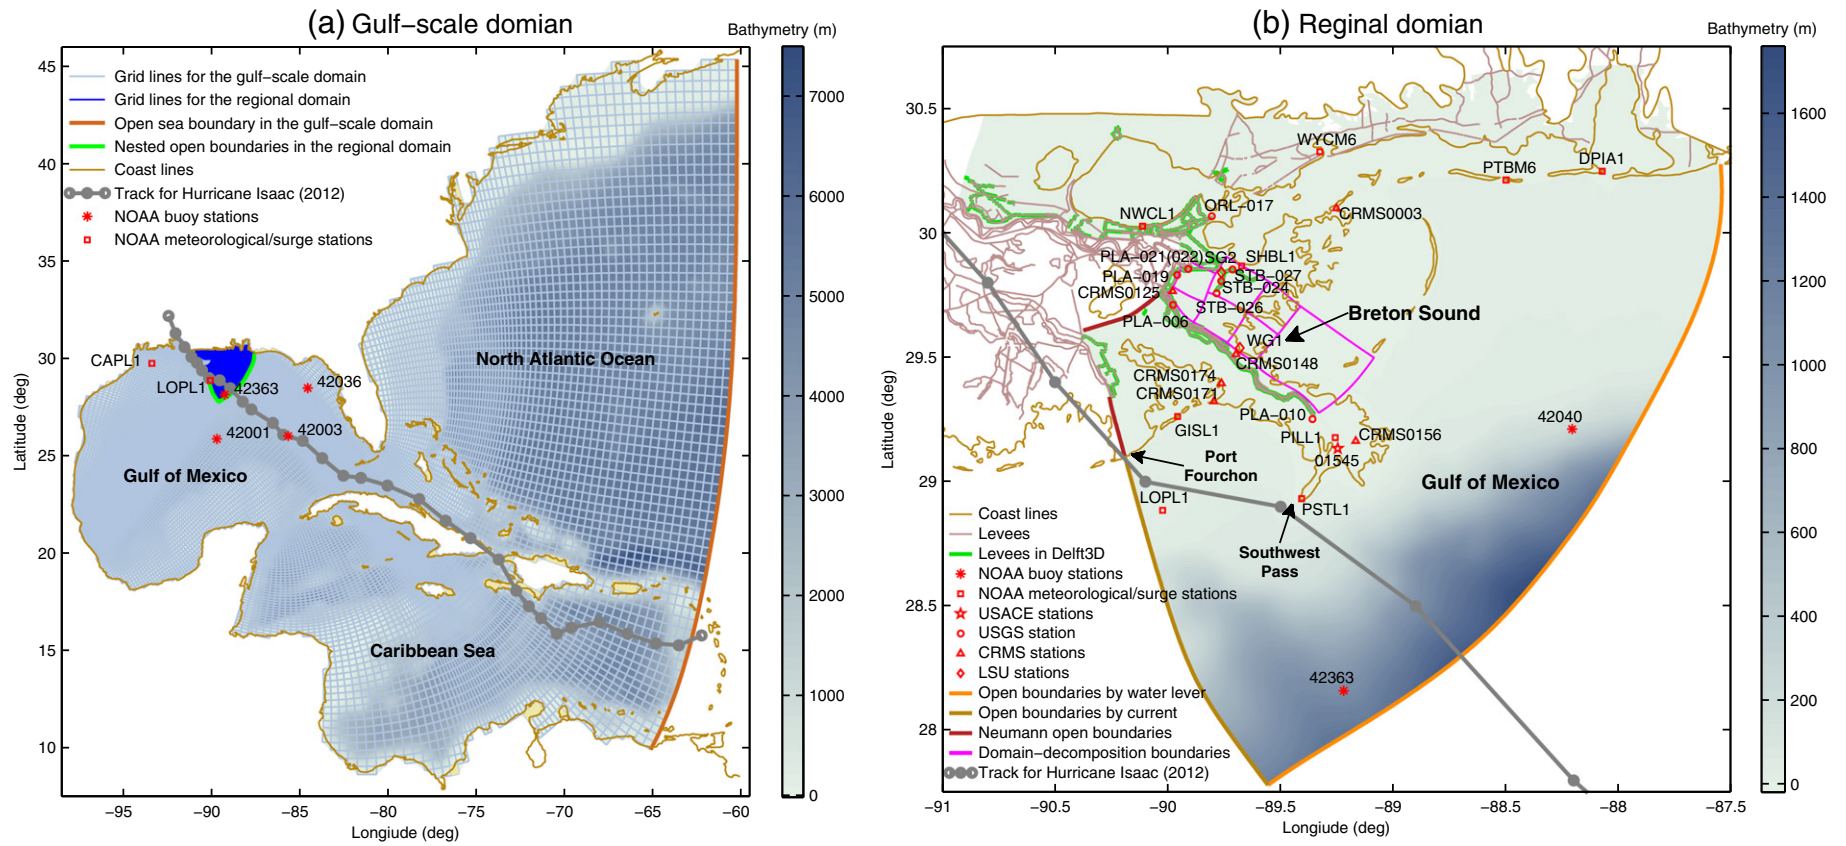 (a) Gulf−scale domian
Bathymetry (m)
Grid lines for the gulf−scale domain
Grid lines for the regional domain
Open sea boundary in the gulf−scale domain
Nested open boundaries in the regional domain
Coast lines
Track for Hurricane Isaac (2012)
NOAA buoy stations
NOAA meteorological/surge stations
CAPL1
LOPL1
42363
42036
42001
42003
North Atlantic Ocean
Gulf of Mexico
Caribbean Sea
45
40
35
30
25
20
15
10
Latitude (deg)
−95
−90
−85
−80
−75
−70
−65
−60
Longiude (deg)
7000
6000
5000
4000
3000
2000
1000
0
(b) Reginal domian
Bathymetry (m)
WYCM6
PTBM6
DPIA1
NWCL1
ORL−017
CRMS0003
PLA−021(022)
SG2
SHBL1
PLA−019
STB−027
CRMS0125
STB−024
STB−026
PLA−006
Breton Sound
WG1
CRMS0148
CRMS0174
CRMS0171
PLA−010
GISL1
PILL1
CRMS0156
01545
42040
Port
Fourchon
Gulf of Mexico
LOPL1
PSTL1
Southwest
Pass
42363
Coast lines
Levees
Levees in Delft3D
NOAA buoy stations
NOAA meteorological/surge stations
USACE stations
USGS station
CRMS stations
LSU stations
Open boundaries by water lever
Open boundaries by current
Neumann open boundaries
Domain−decomposition boundaries
Track for Hurricane Isaac (2012)
30.5
30
29.5
29
28.5
28
Latitude (deg)
−91
−90.5
−90
−89.5
−89
−88.5
−88
−87.5
Longiude (deg)
1600
1400
1200
1000
800
600
400
200
0